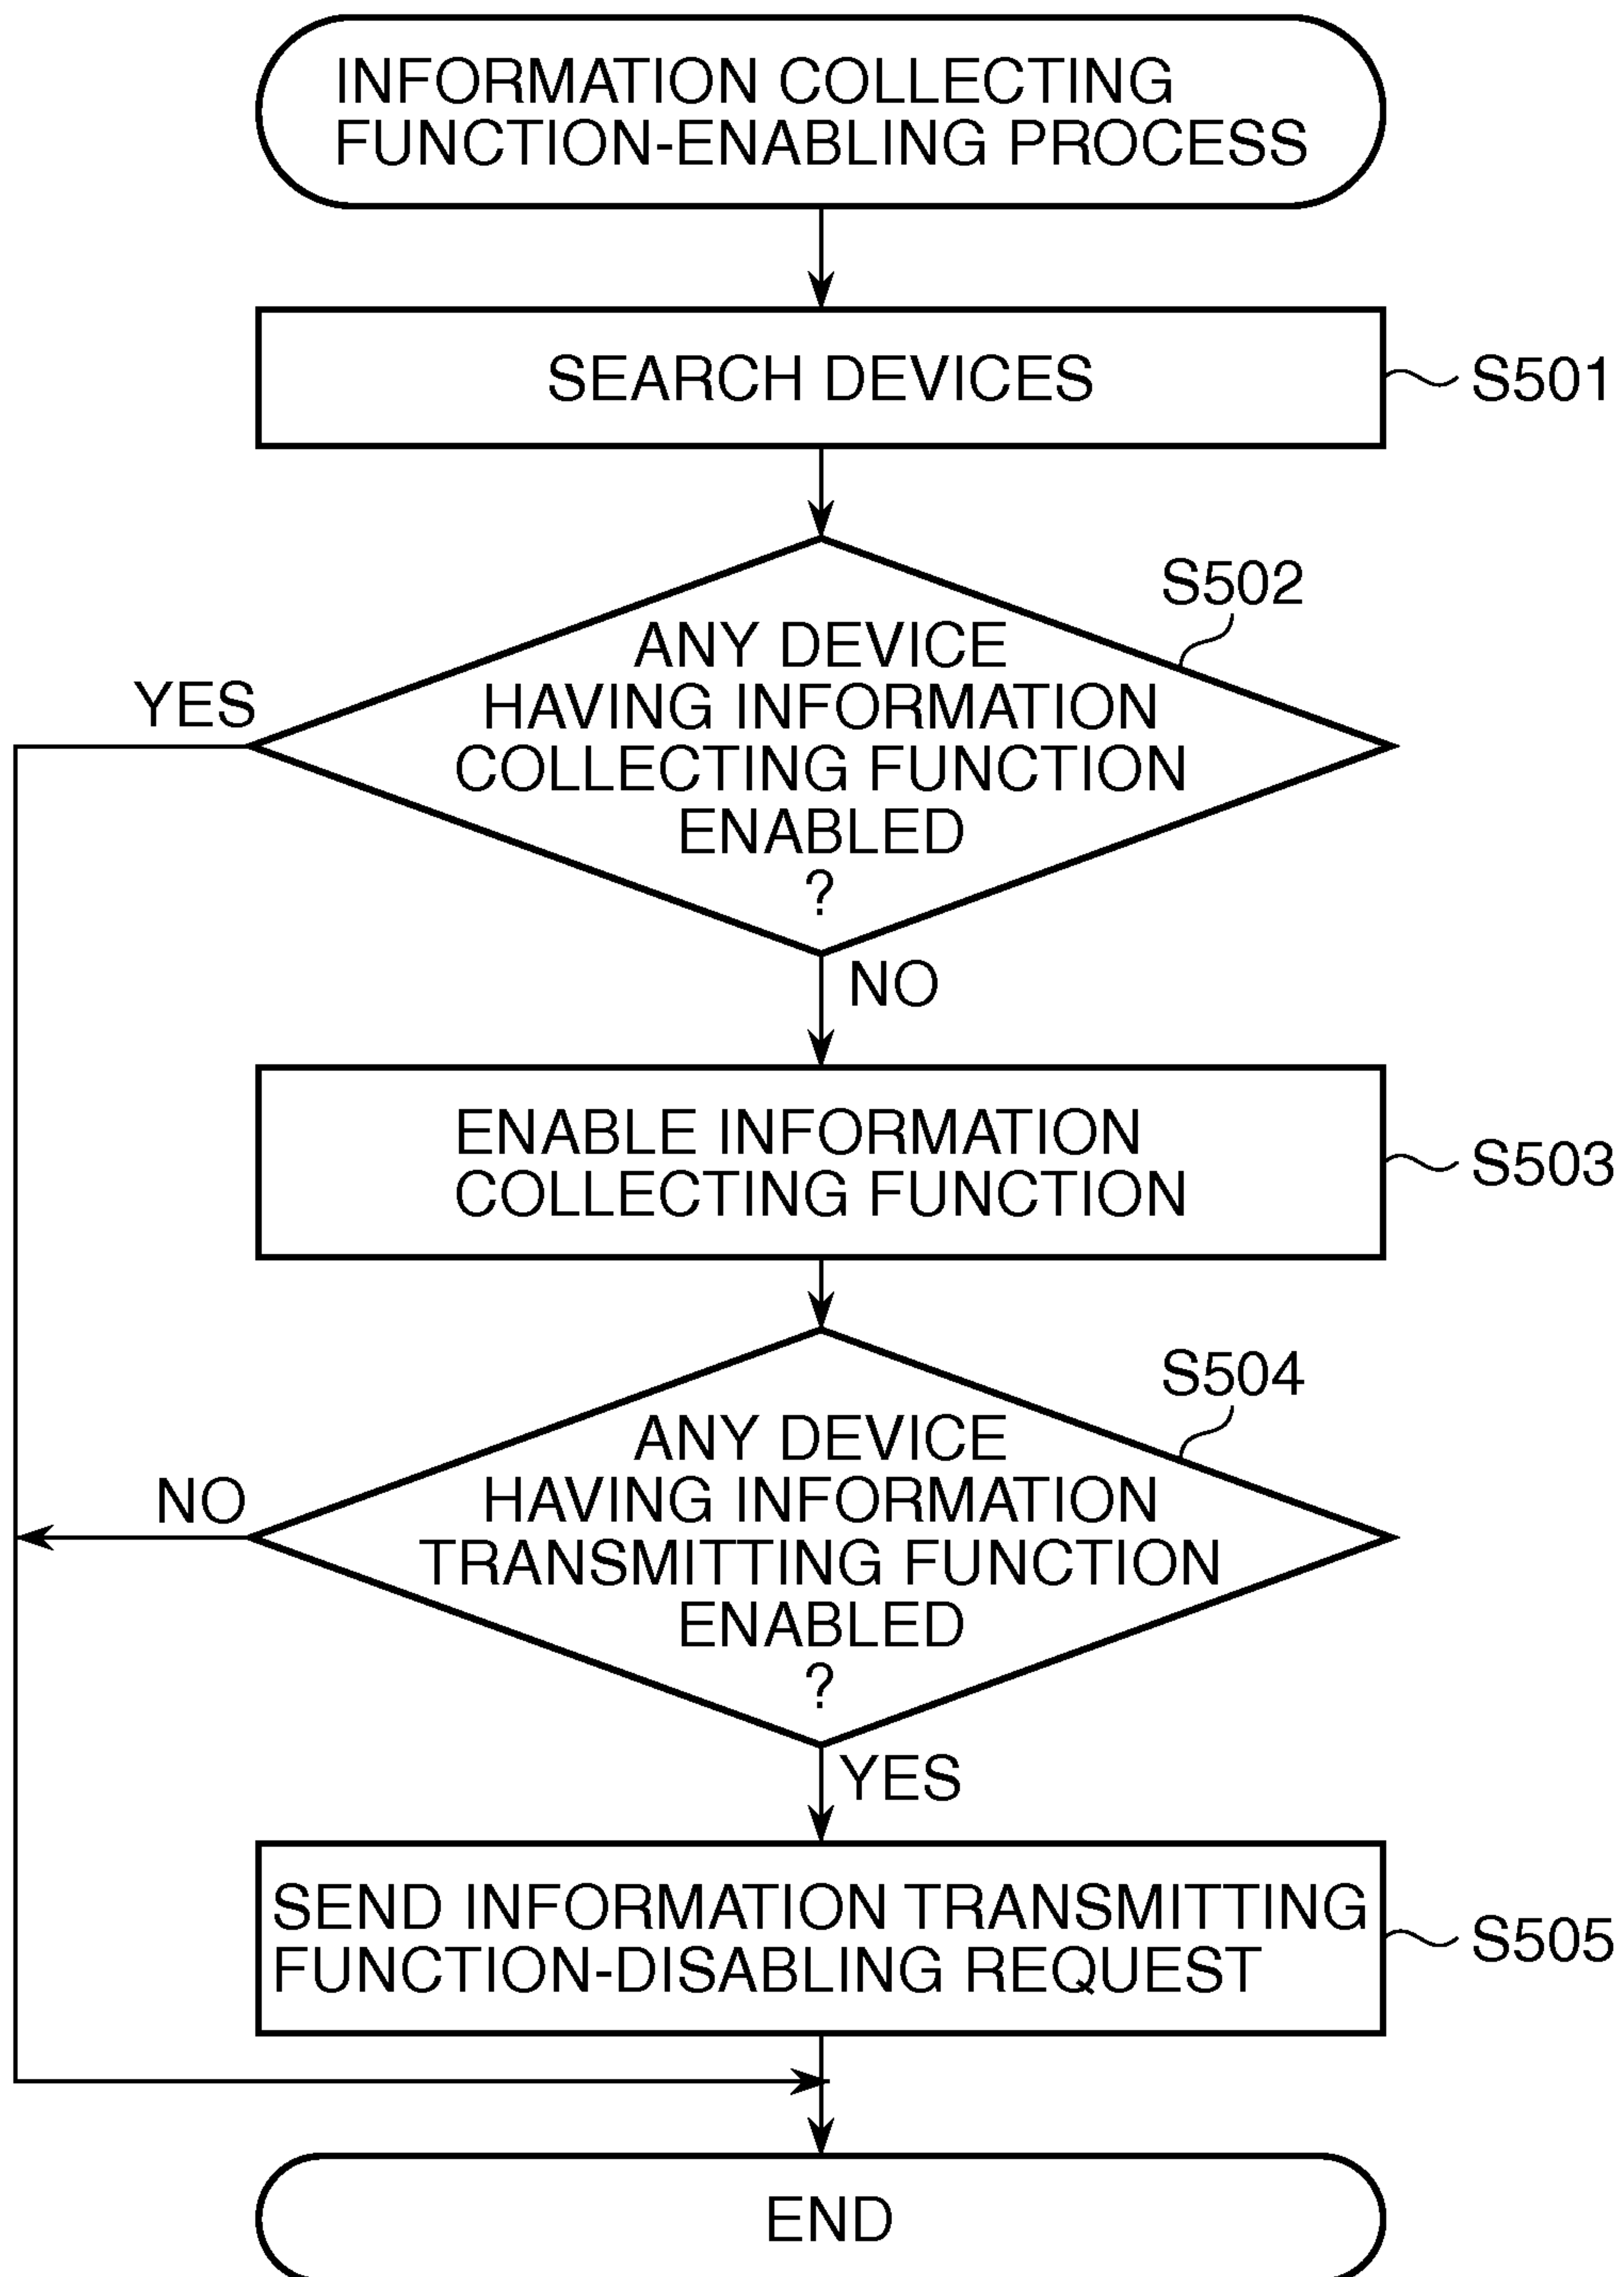 INFORMATION COLLECTING
FUNCTION-ENABLING PROCESS
SEARCH DEVICES
S501
S502
ANY DEVICE
HAVING INFORMATION
COLLECTING FUNCTION
ENABLED
?
YES
NO
ENABLE INFORMATION
COLLECTING FUNCTION
S503
S504
ANY DEVICE
HAVING INFORMATION
TRANSMITTING FUNCTION
ENABLED
?
NO
YES
SEND INFORMATION TRANSMITTING
FUNCTION-DISABLING REQUEST
S505
END